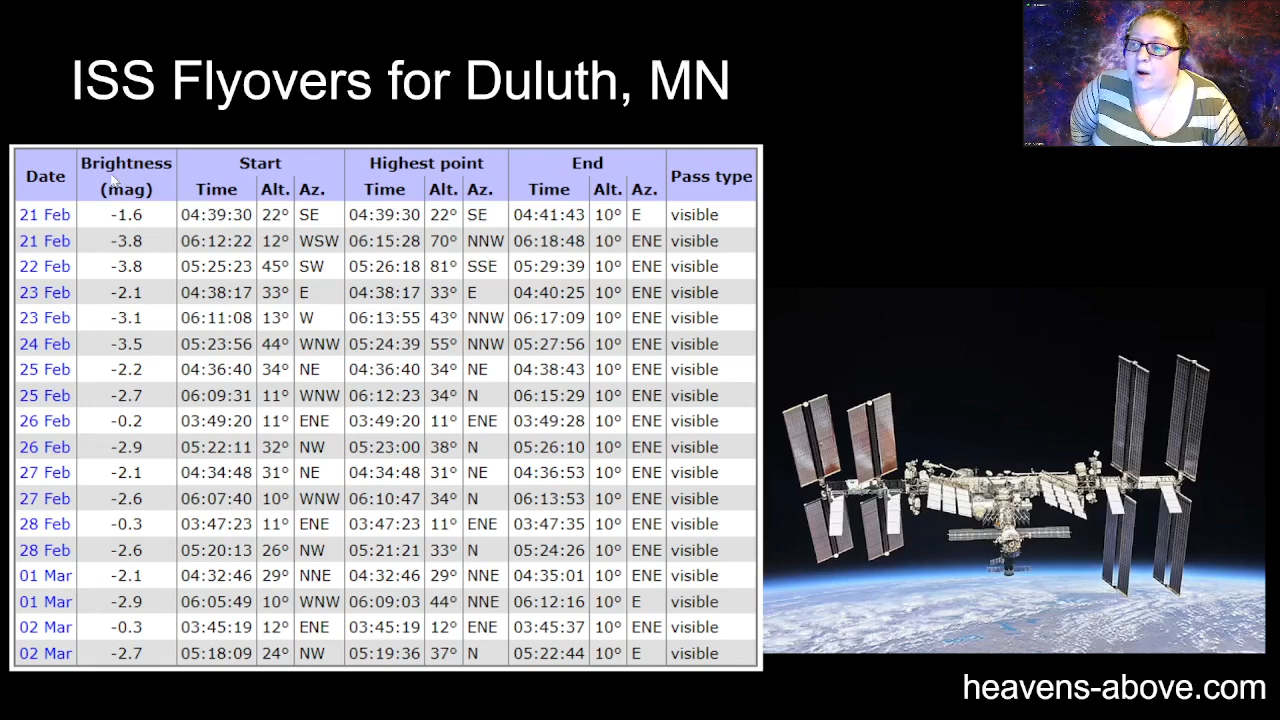 ISS Flyovers for Duluth, MN
Date Brightness (mag) Start Highest point End Pass type
Time Alt. Az. Time Alt. Az. Time Alt. Az.
21 Feb -1.6 04:39:30 22° SE 04:39:30 22° SE 04:41:43 10° E visible
21 Feb -3.8 06:12:22 12° WSW 06:15:28 70° NNW 06:18:48 10° ENE visible
22 Feb -3.8 05:25:23 45° SW 05:26:18 81° SSE 05:29:39 10° ENE visible
23 Feb -2.1 04:38:17 33° E 04:38:17 33° E 04:40:25 10° ENE visible
23 Feb -3.1 06:11:08 13° W 06:13:55 43° NNW 06:17:09 10° ENE visible
24 Feb -3.5 05:23:56 44° WNW 05:24:39 55° NNW 05:27:56 10° ENE visible
25 Feb -2.2 04:36:40 34° NE 04:36:40 34° NE 04:38:43 10° ENE visible
25 Feb -2.7 06:09:31 11° WNW 06:12:23 34° N 06:15:29 10° ENE visible
26 Feb -0.2 03:49:20 11° ENE 03:49:20 11° ENE 03:49:28 10° ENE visible
26 Feb -2.9 05:22:11 32° NW 05:23:00 38° N 05:26:10 10° ENE visible
27 Feb -2.1 04:34:48 31° NE 04:34:48 31° NE 04:36:53 10° ENE visible
27 Feb -2.6 06:07:40 10° WNW 06:10:47 34° N 06:13:53 10° ENE visible
28 Feb -0.3 03:47:23 11° ENE 03:47:23 11° ENE 03:47:35 10° ENE visible
28 Feb -2.6 05:20:13 26° NW 05:21:21 33° N 05:24:26 10° ENE visible
01 Mar -2.1 04:32:46 29° NNE 04:32:46 29° NNE 04:35:01 10° ENE visible
01 Mar -2.9 06:05:49 10° WNW 06:09:03 44° NNE 06:12:16 10° E visible
02 Mar -0.3 03:45:19 12° ENE 03:45:19 12° ENE 03:45:37 10° ENE visible
02 Mar -2.7 05:18:09 24° NW 05:19:36 37° N 05:22:44 10° E visible
heavens-above.com